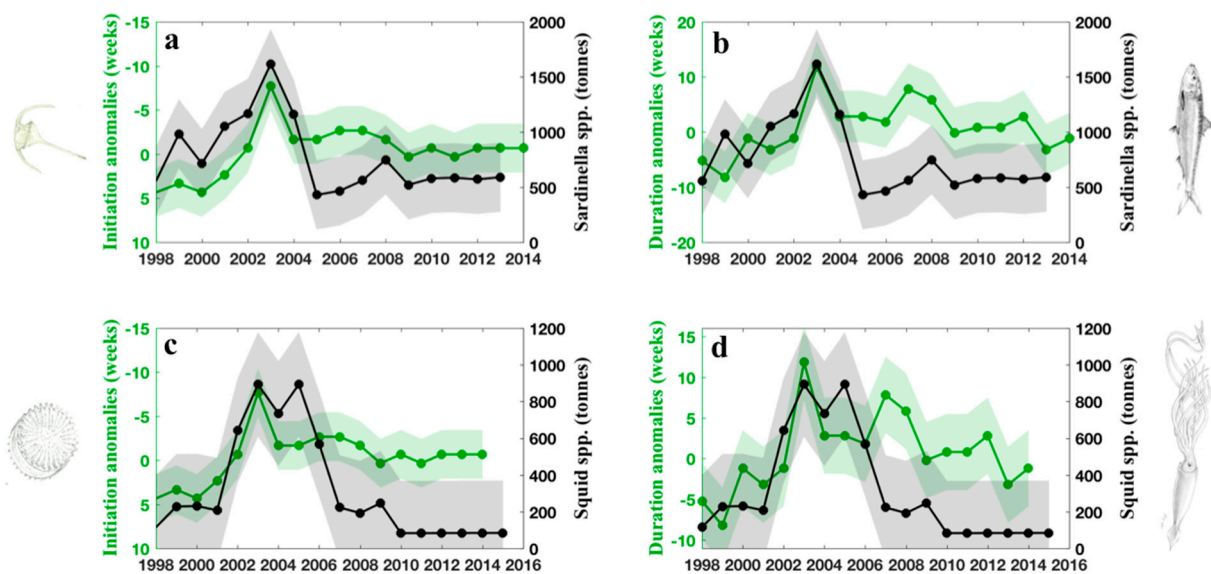 a
Initiation anomalies (weeks)
-15
-10
-5
0
5
10
2000
1500
1000
500
0
Sardinella spp. (tonnes)
1998 2000 2002 2004 2006 2008 2010 2012 2014
b
Duration anomalies (weeks)
20
10
0
-10
-20
2000
1500
1000
500
0
Sardinella spp. (tonnes)
1998 2000 2002 2004 2006 2008 2010 2012 2014
c
Initiation anomalies (weeks)
-15
-10
-5
0
5
10
1200
1000
800
600
400
200
0
Squid spp. (tonnes)
1998 2000 2002 2004 2006 2008 2010 2012 2014 2016
d
Duration anomalies (weeks)
15
10
5
0
-5
-10
1200
1000
800
600
400
200
0
Squid spp. (tonnes)
1998 2000 2002 2004 2006 2008 2010 2012 2014 2016